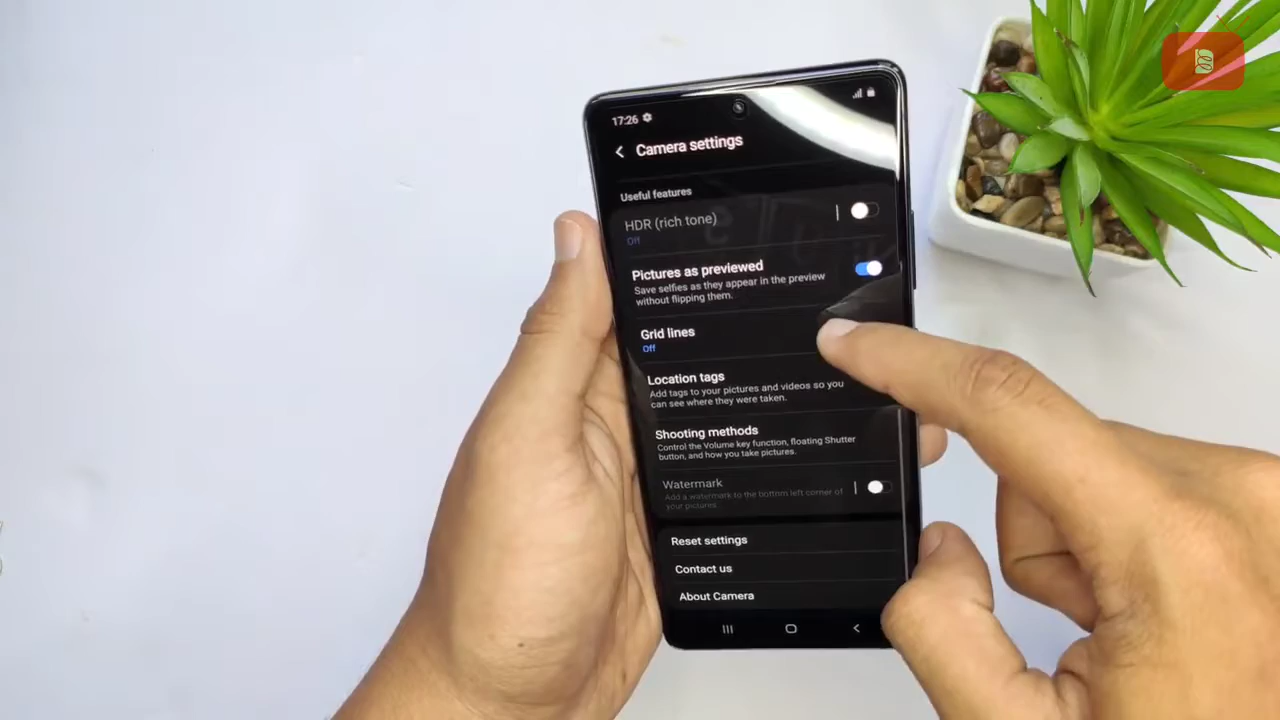 17:26
Camera settings
Useful features
HDR (rich tone)
Off
Pictures as previewed
Save selfies as they appear in the preview
without flipping them.
Grid lines
Off
Location tags
Add tags to your pictures and videos so you
can see where they were taken.
Shooting methods
Control the Volume key function, floating Shutter
button, and how you take pictures.
Watermark
Add a watermark to the bottom left corner of
your pictures.
Reset settings
Contact us
About Camera